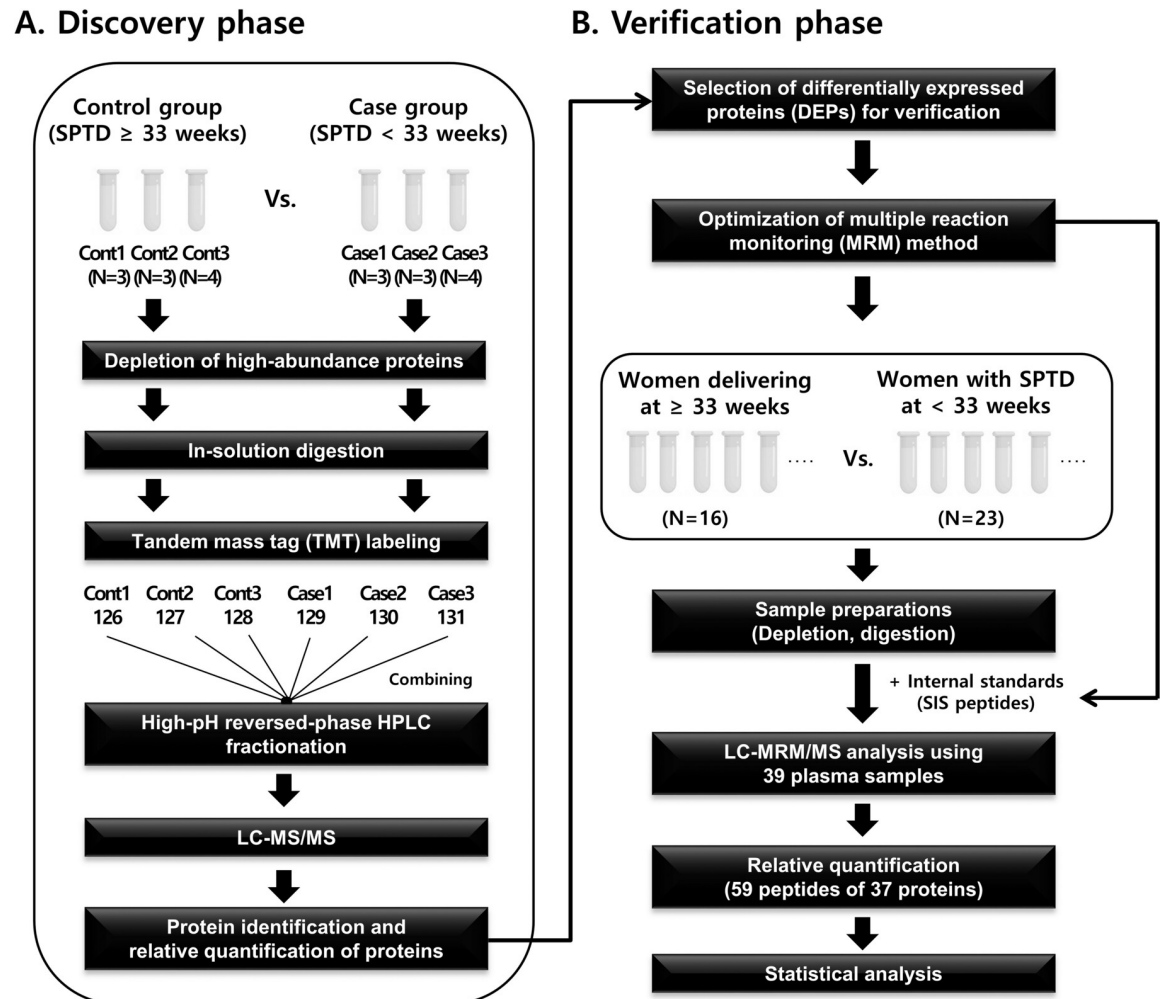 A. Discovery phase
Control group
(SPTD ≥ 33 weeks)
Case group
(SPTD < 33 weeks)
Vs.
Cont1 Cont2 Cont3
(N=3) (N=3) (N=4)
Case1 Case2 Case3
(N=3) (N=3) (N=4)
Depletion of high-abundance proteins
In-solution digestion
Tandem mass tag (TMT) labeling
Cont1 Cont2 Cont3 Case1 Case2 Case3
126 127 128 129 130 131
Combining
High-pH reversed-phase HPLC
fractionation
LC-MS/MS
Protein identification and
relative quantification of proteins
B. Verification phase
Selection of differentially expressed
proteins (DEPs) for verification
Optimization of multiple reaction
monitoring (MRM) method
Women delivering
at ≥ 33 weeks
Women with SPTD
at < 33 weeks
.... Vs. ....
(N=16)
(N=23)
Sample preparations
(Depletion, digestion)
+ Internal standards
(SIS peptides)
LC-MRM/MS analysis using
39 plasma samples
Relative quantification
(59 peptides of 37 proteins)
Statistical analysis